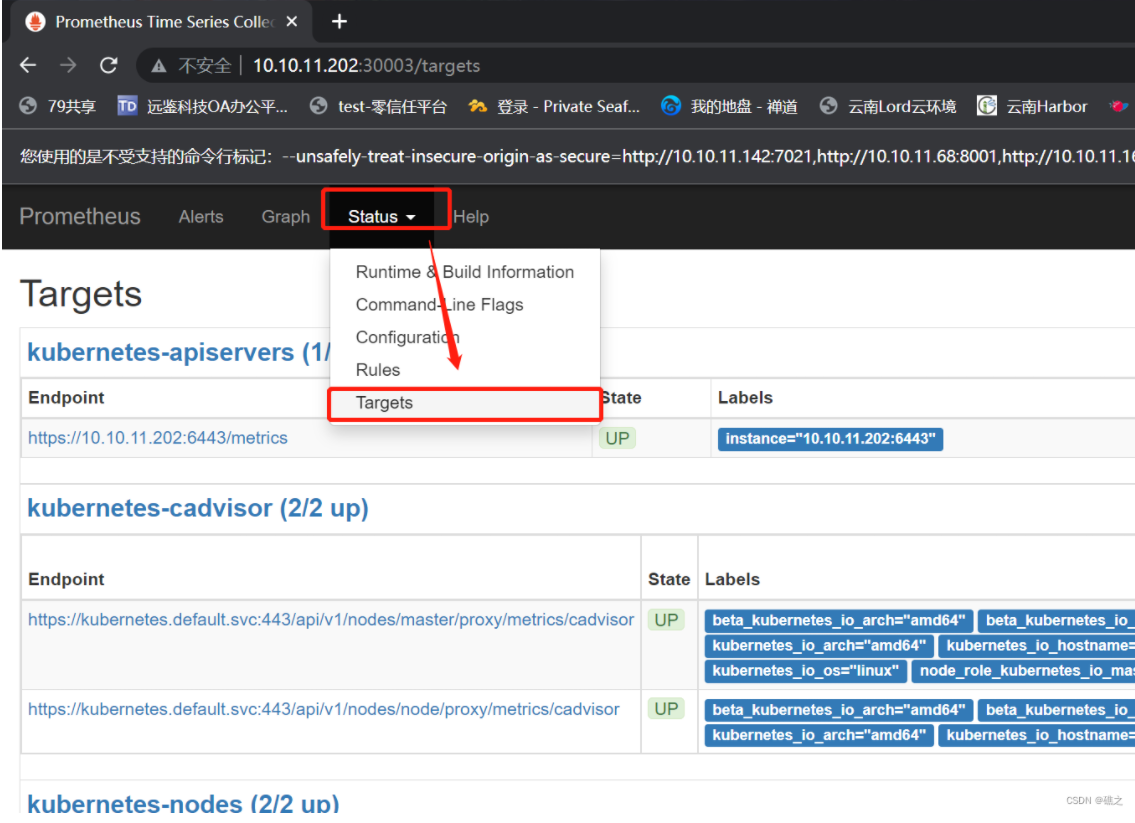 Prometheus Time Series Collec
不安全 | 10.10.11.202:30003/targets
79共享 TD 远鉴科技OA办公平... test-零信任平台 登录 - Private Seaf... 我的地盘 - 禅道 云南Lord云环境 云南Harbor
您使用的是不受支持的命令行标记：--unsafely-treat-insecure-origin-as-secure=http://10.10.11.142:7021,http://10.10.11.68:8001,http://10.10.11.16
Prometheus Alerts Graph Status Help
Runtime & Build Information
Command-Line Flags
Configuration
Rules
Targets
Targets
kubernetes-apiservers (1/
Endpoint State Labels
https://10.10.11.202:6443/metrics UP instance="10.10.11.202:6443"
kubernetes-cadvisor (2/2 up)
Endpoint State Labels
https://kubernetes.default.svc:443/api/v1/nodes/master/proxy/metrics/cadvisor UP beta_kubernetes_io_arch="amd64" beta_kubernetes_io_
kubernetes_io_arch="amd64" kubernetes_io_hostname=
kubernetes_io_os="linux" node_role_kubernetes_io_mas
https://kubernetes.default.svc:443/api/v1/nodes/node/proxy/metrics/cadvisor UP beta_kubernetes_io_arch="amd64" beta_kubernetes_io_
kubernetes_io_arch="amd64" kubernetes_io_hostname=
kubernetes-nodes (2/2 up)
CSDN @礁之